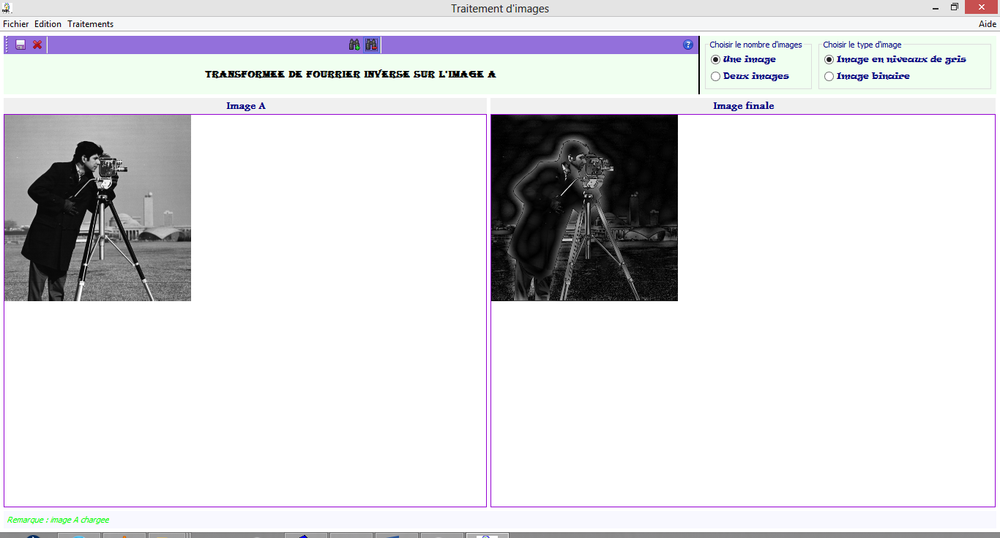 Traitement d'images
Fichier Edition Traitements Aide
Choisir le nombre d'images
Une image
Deux images
Choisir le type d'image
Image en niveaux de gris
Image binaire
TRANSFORMEE DE FOURRIER INVERSE SUR L'IMAGE A
Image A
Image finale
Remarque : image A chargee